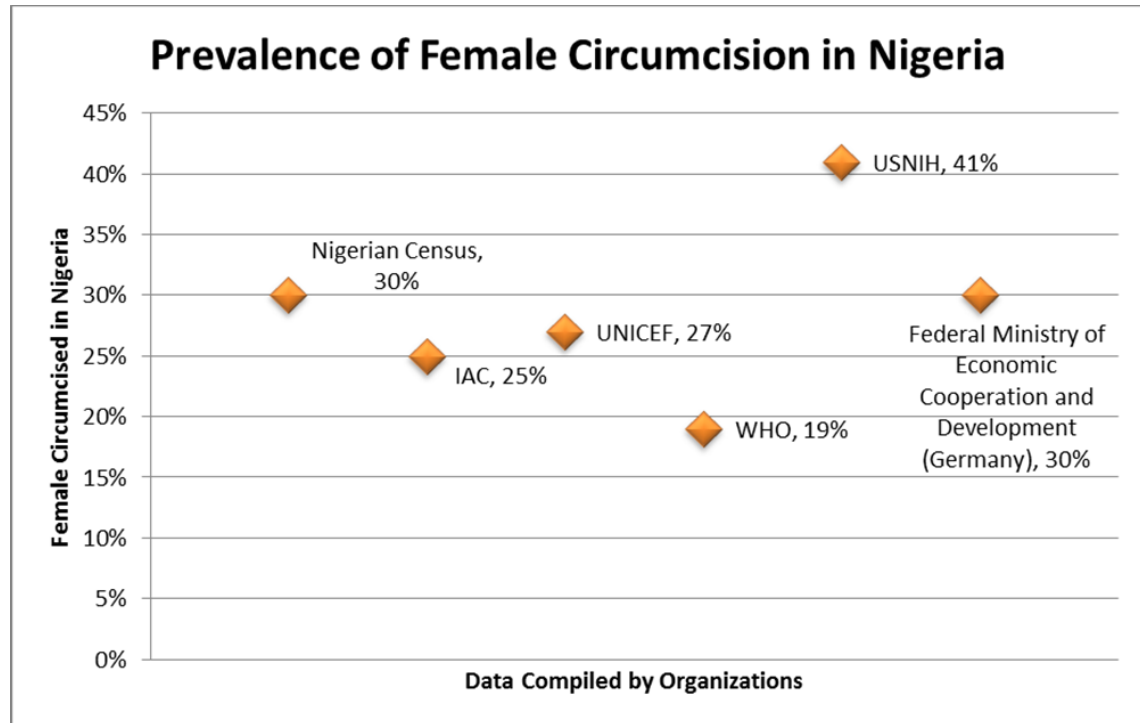 Prevalence of Female Circumcision in Nigeria
Female Circumcised in Nigeria
45%
40%
35%
30%
25%
20%
15%
10%
5%
0%
Nigerian Census,
30%
IAC, 25%
UNICEF, 27%
WHO, 19%
USNIH, 41%
Federal Ministry of
Economic
Cooperation and
Development
(Germany), 30%
Data Compiled by Organizations